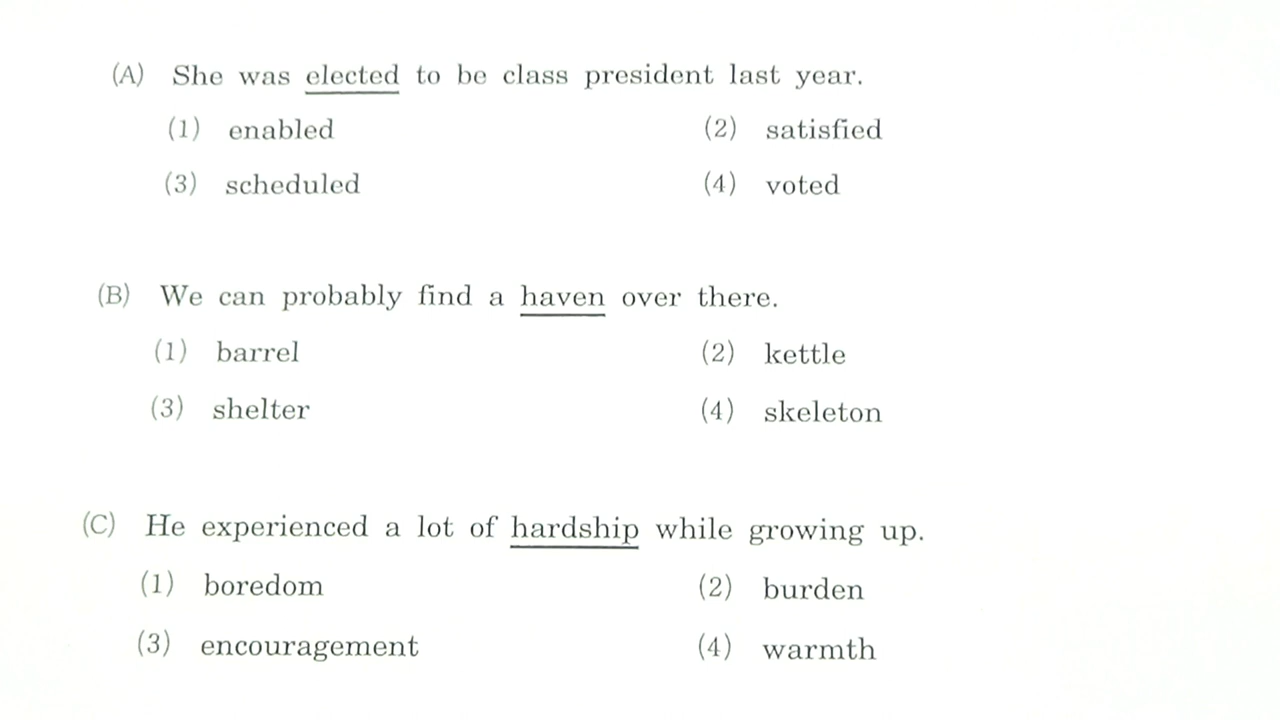 (A) She was elected to be class president last year.
(1) enabled (2) satisfied
(3) scheduled (4) voted
(B) We can probably find a haven over there.
(1) barrel (2) kettle
(3) shelter (4) skeleton
(C) He experienced a lot of hardship while growing up.
(1) boredom (2) burden
(3) encouragement (4) warmth